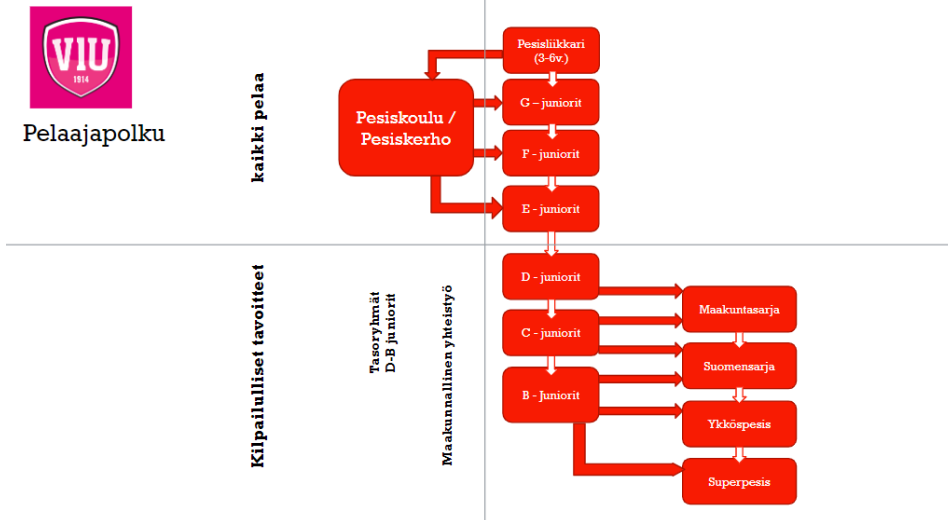 VIU
1914
Pelaajapolku
kaikki pelaa
Pesisliikkari
(3-6v.)
Pesiskoulu /
Pesiskerho
G – juniorit
F - juniorit
E - juniorit
Kilpailulliset tavoitteet
Tasoryhmät
D-B juniorit
Maakunnallinen yhteistyö
D - juniorit
C - juniorit
B - Juniorit
Maakuntasarja
Suomensarja
Ykköspesis
Superpesis